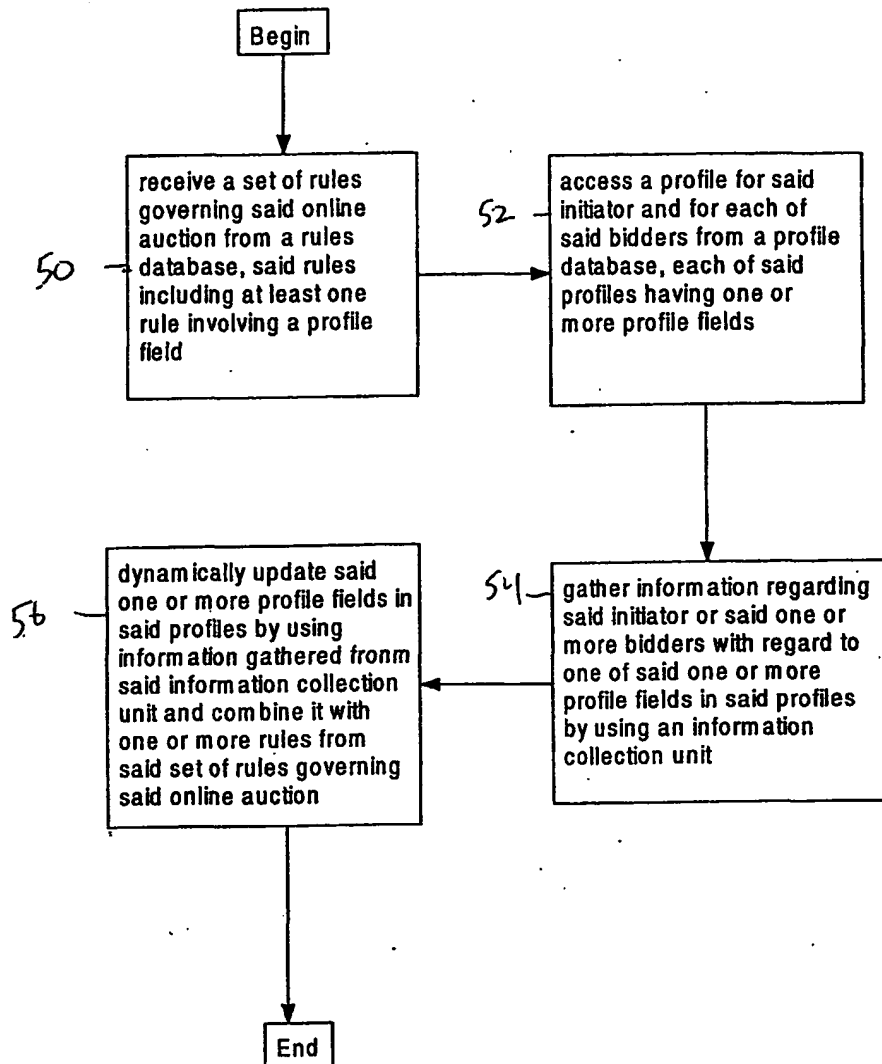 Begin
50
receive a set of rules
governing said online
auction from a rules
database, said rules
including at least one
rule involving a profile
field
52
access a profile for said
initiator and for each of
said bidders from a profile
database, each of said
profiles having one or
more profile fields
54
gather information regarding
said initiator or said one or
more bidders with regard to
one of said one or more
profile fields in said profiles
by using an information
collection unit
56
dynamically update said
one or more profile fields in
said profiles by using
information gathered fronm
said information collection
unit and combine it with
one or more rules from
said set of rules governing
said online auction
End